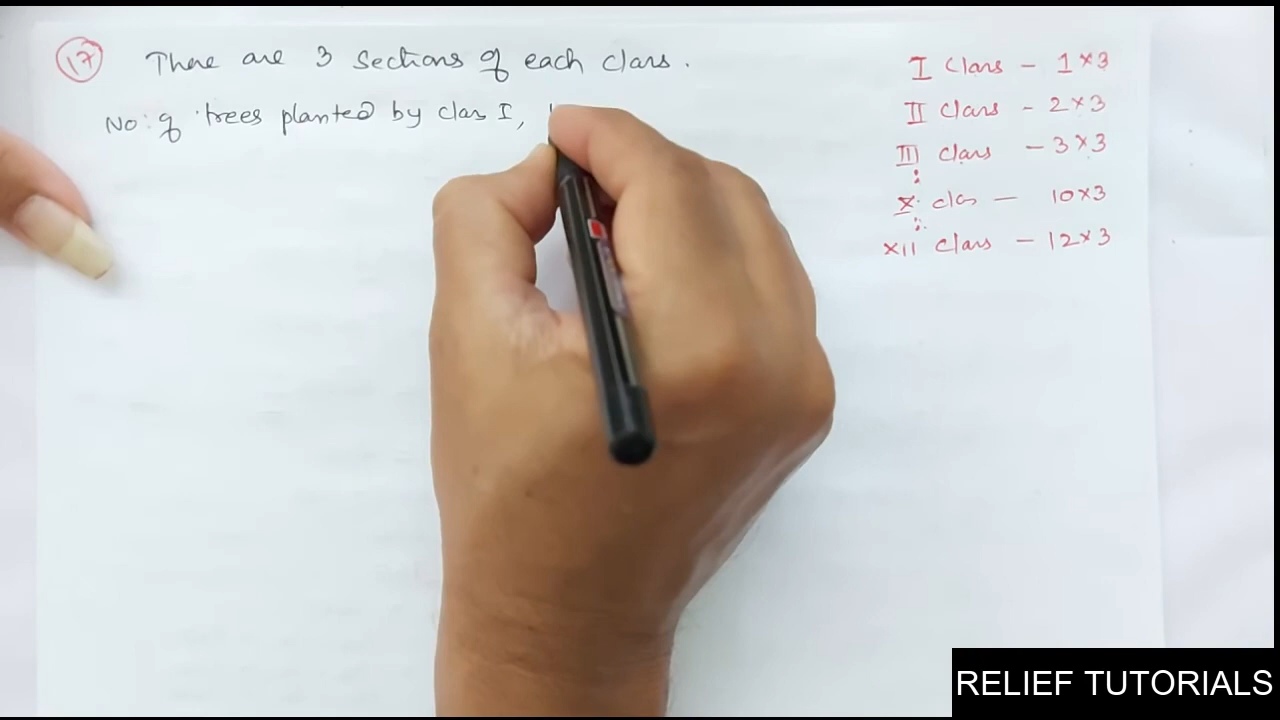 17 There are 3 Sections of each class.
No: of trees planted by class I,
I Class - 1×3
II Class - 2×3
III Class - 3×3
:
X. clas - 10×3
:.
XII Class - 12×3
RELIEF TUTORIALS